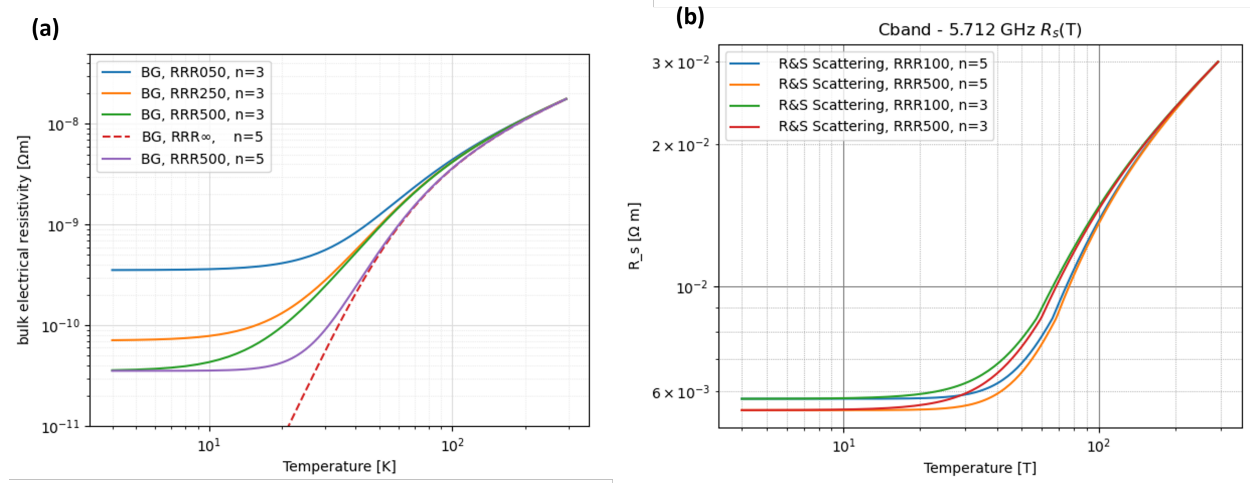 (a)
BG, RRR050, n=3
BG, RRR250, n=3
BG, RRR500, n=3
BG, RRR∞, n=5
BG, RRR500, n=5
bulk electrical resistivity [Ωm]
10⁻⁸
10⁻⁹
10⁻¹⁰
10⁻¹¹
10¹
10²
Temperature [K]
(b)
Cband - 5.712 GHz Rₛ(T)
R&S Scattering, RRR100, n=5
R&S Scattering, RRR500, n=5
R&S Scattering, RRR100, n=3
R&S Scattering, RRR500, n=3
R_s [Ω m]
3 × 10⁻²
2 × 10⁻²
10⁻²
6 × 10⁻³
10¹
10²
Temperature [T]